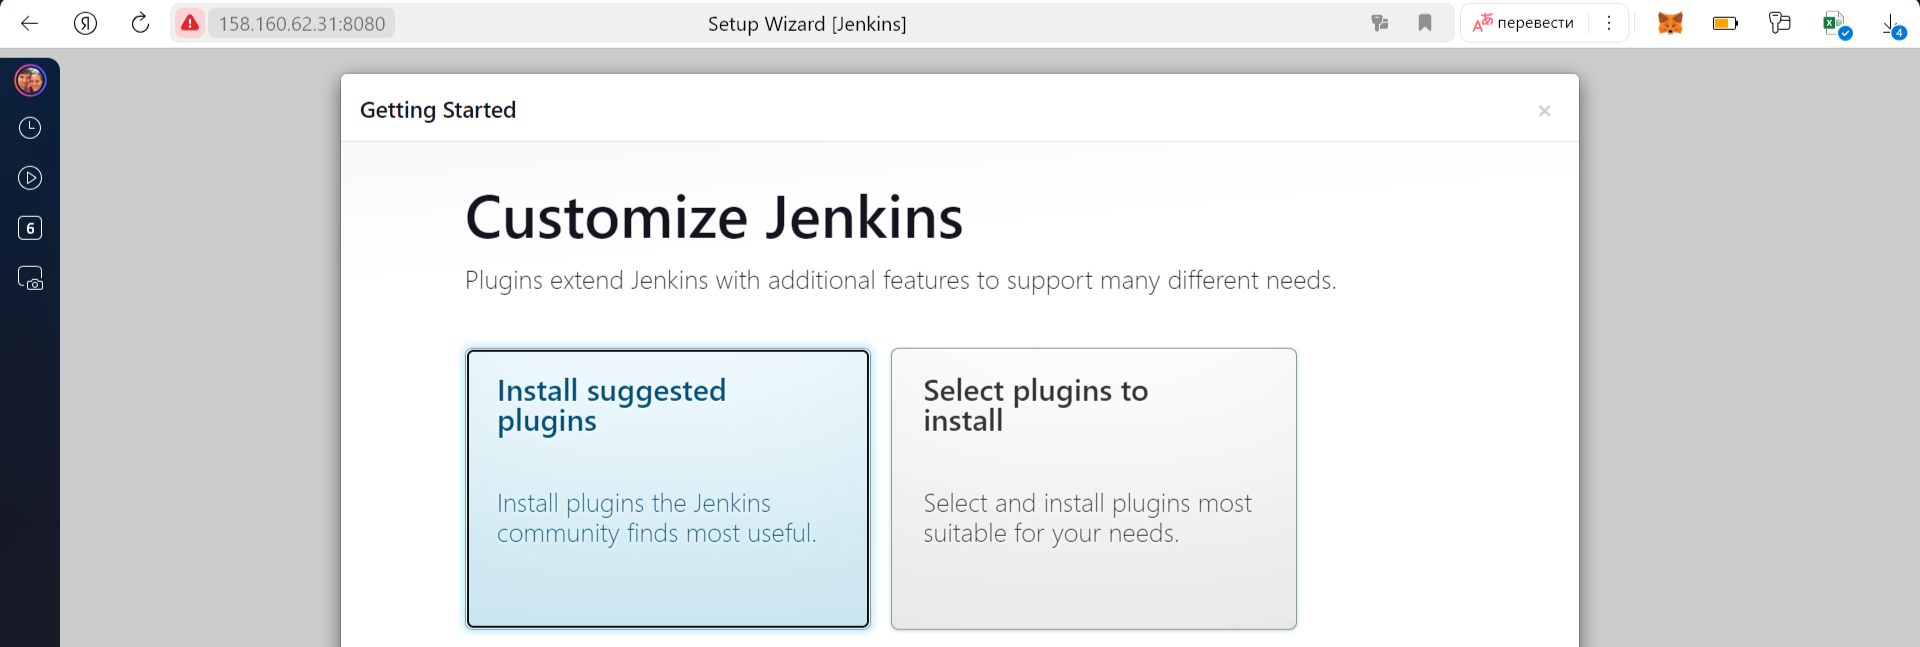 Я
158.160.62.31:8080
Setup Wizard [Jenkins]
Aあ перевести
X
4
6
Getting Started
×
Customize Jenkins
Plugins extend Jenkins with additional features to support many different needs.
Install suggested
plugins
Install plugins the Jenkins
community finds most useful.
Select plugins to
install
Select and install plugins most
suitable for your needs.